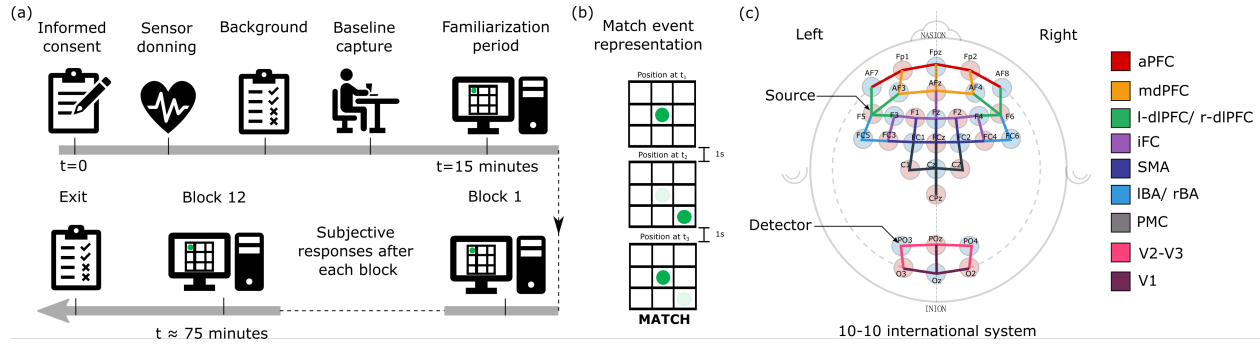 (a)
Informed
consent
Sensor
donning
Background
Baseline
capture
Familiarization
period
t=0
t=15 minutes
Exit
Block 12
Subjective
responses after
each block
Block 1
t ≈ 75 minutes
(b)
Match event
representation
Position at t₁
1s
Position at t₂
1s
Position at t₃
MATCH
(c)
Left
Right
NASION
Fp1 Fpz Fp2
AF7 AF3 AFz AF4 AF8
Source
F5 F3 F1 Fz F2 F4 F6
FC5 FC3 FC1 FCz FC2 FC4 FC6
C1 Cz C2
CPz
Detector
PO3 POz PO4
O3 Oz O2
INION
10-10 international system
aPFC
mdPFC
l-dlPFC/ r-dlPFC
iFC
SMA
lBA/ rBA
PMC
V2-V3
V1